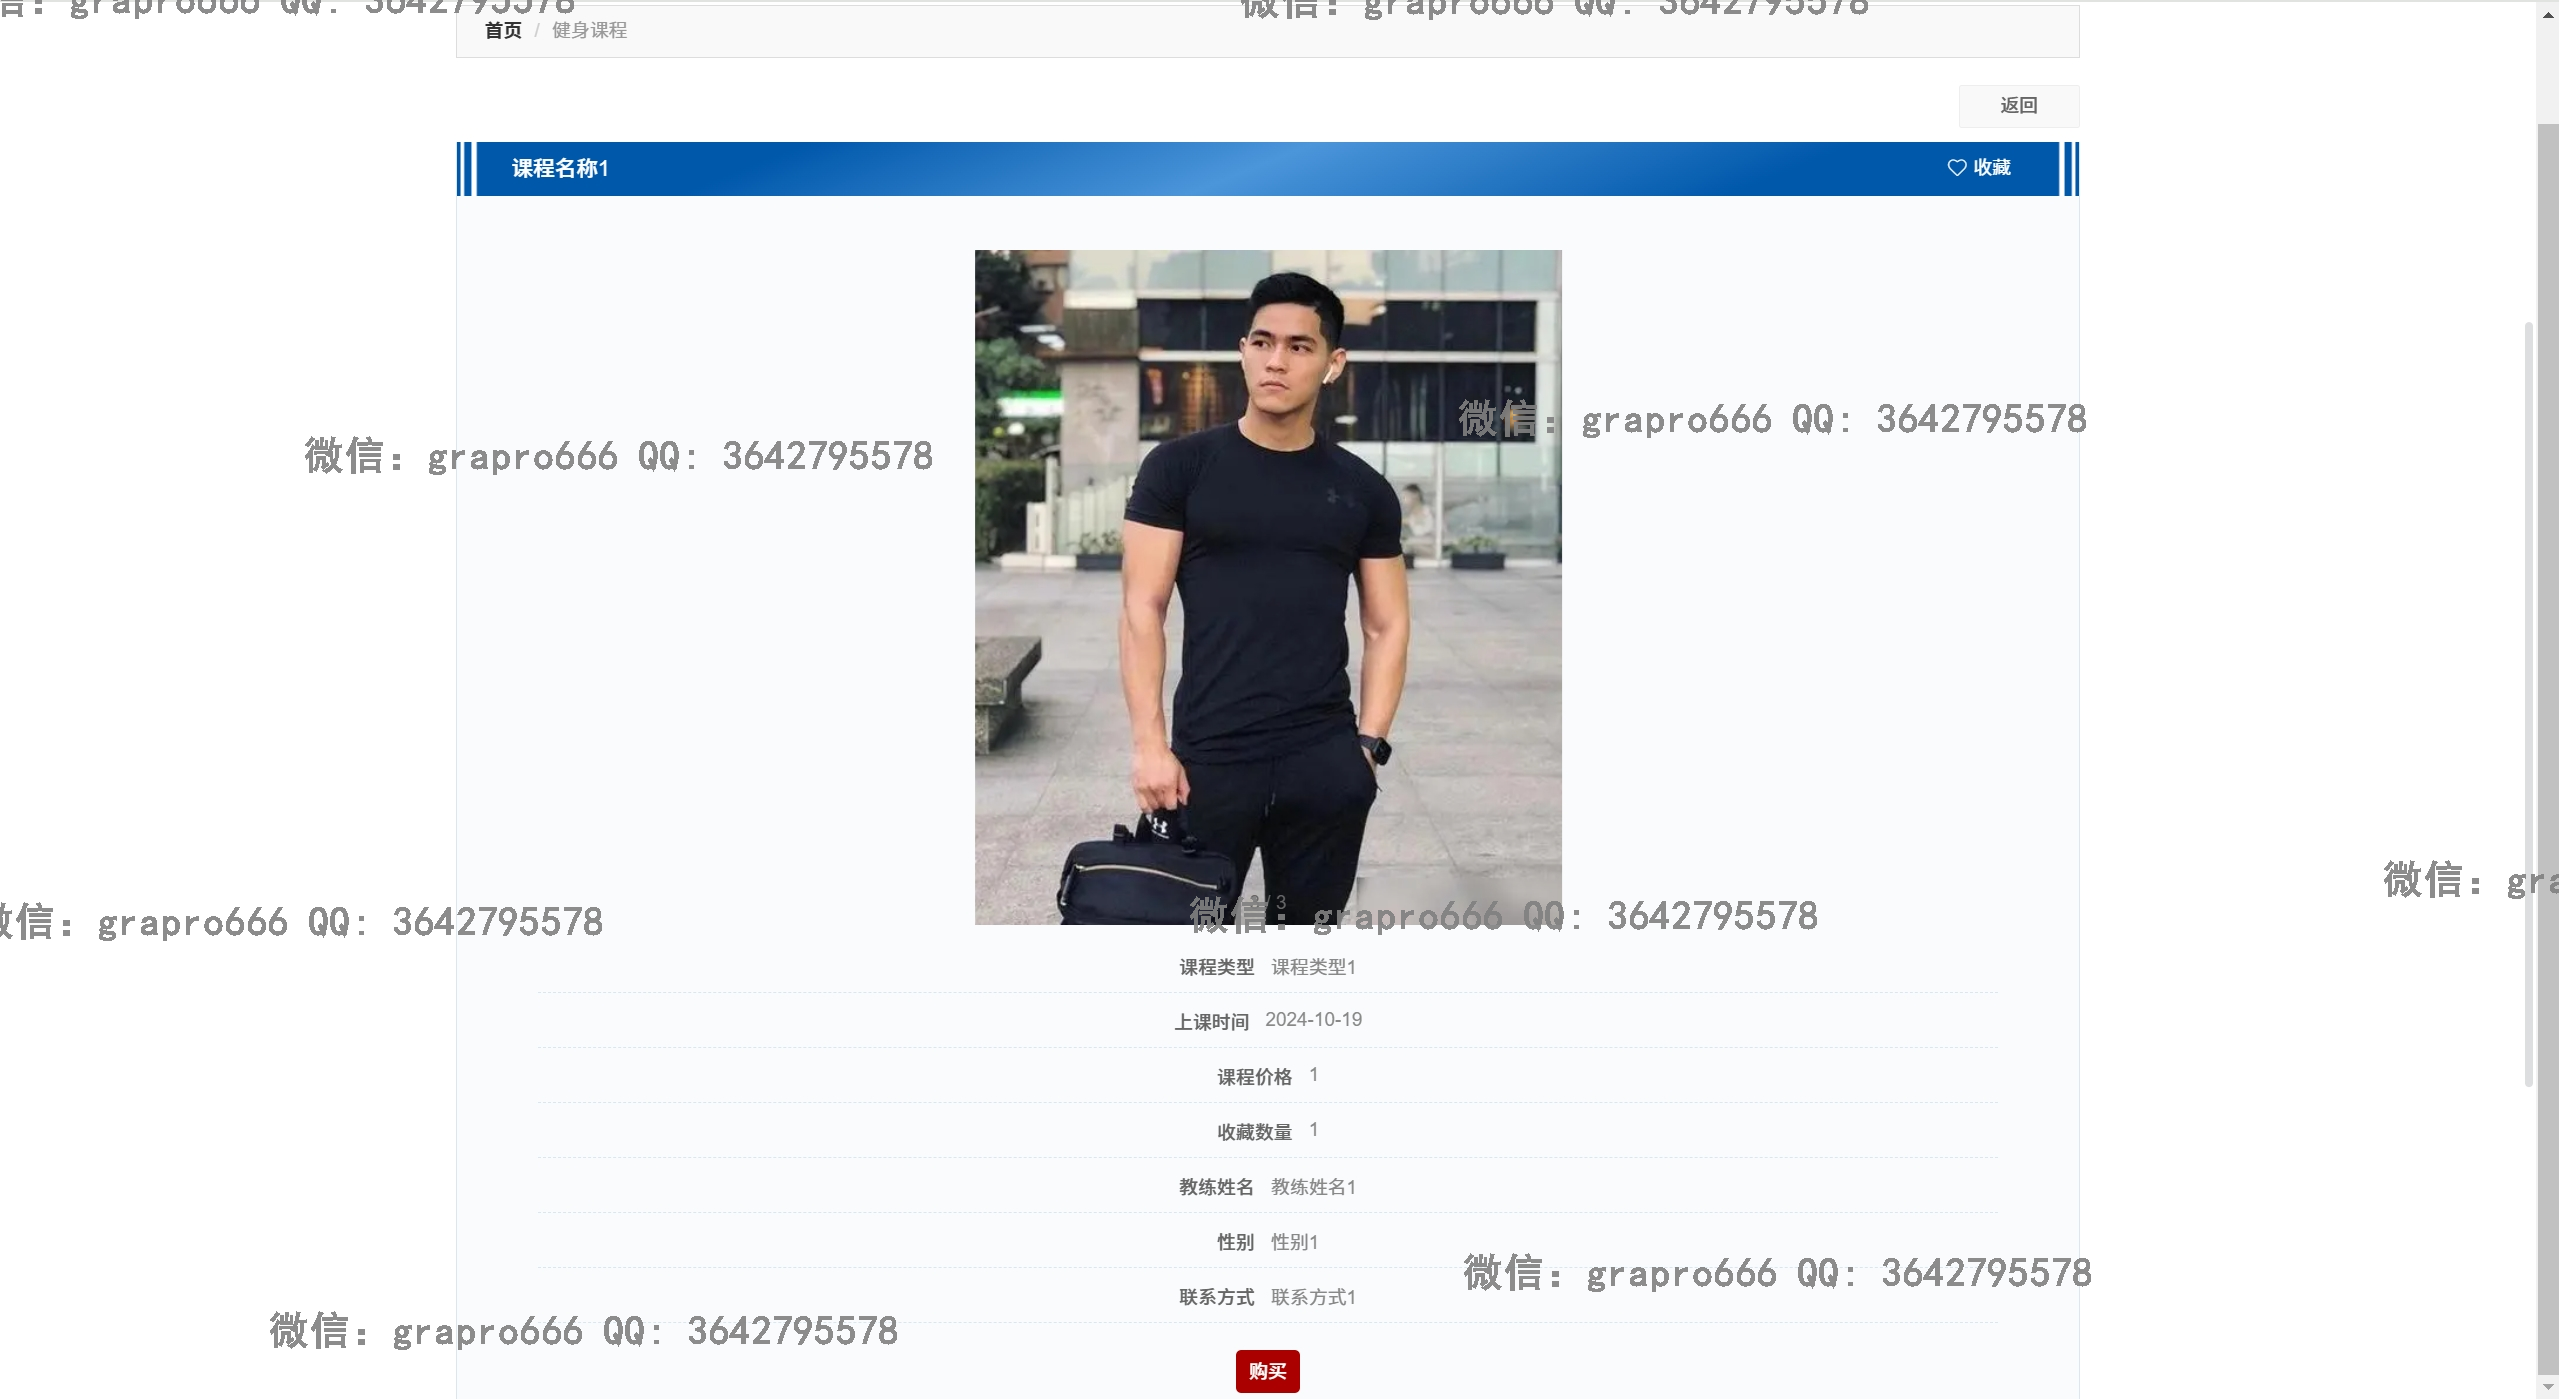 微信: grapro666 QQ: 3642795578
首页 / 健身课程
返回
课程名称1
收藏
微信: grapro666 QQ: 3642795578
微信: grapro666 QQ: 3642795578
微信: gra
微信: grapro666 QQ: 3642795578
/ 3
微信: grapro666 QQ: 3642795578
课程类型 课程类型1
上课时间 2024-10-19
课程价格 1
收藏数量 1
教练姓名 教练姓名1
性别 性别1
微信: grapro666 QQ: 3642795578
联系方式 联系方式1
微信: grapro666 QQ: 3642795578
购买